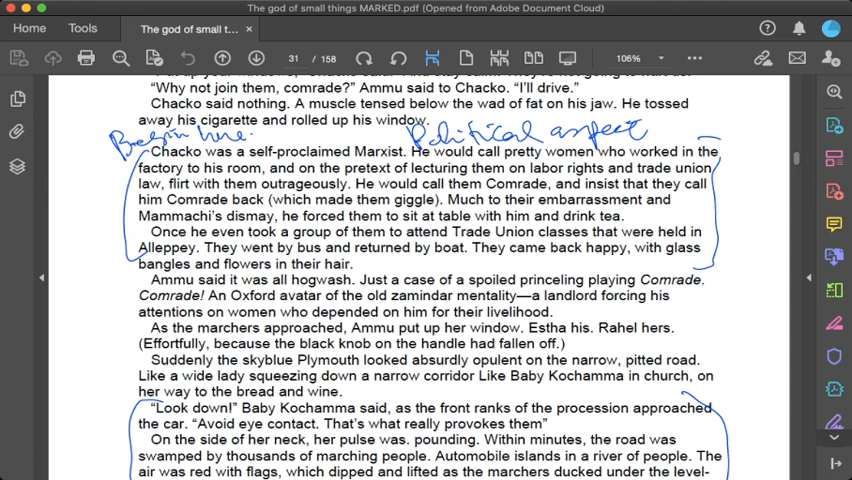 The god of small things MARKED.pdf (Opened from Adobe Document Cloud)
Home Tools The god of small t... ×
31 / 158 106%
“Why not join them, comrade?” Ammu said to Chacko. “I’ll drive.”
Chacko said nothing. A muscle tensed below the wad of fat on his jaw. He tossed
away his cigarette and rolled up his window.
Begin here. Political aspect
Chacko was a self-proclaimed Marxist. He would call pretty women who worked in the
factory to his room, and on the pretext of lecturing them on labor rights and trade union
law, flirt with them outrageously. He would call them Comrade, and insist that they call
him Comrade back (which made them giggle). Much to their embarrassment and
Mammachi’s dismay, he forced them to sit at table with him and drink tea.
Once he even took a group of them to attend Trade Union classes that were held in
Alleppey. They went by bus and returned by boat. They came back happy, with glass
bangles and flowers in their hair.
Ammu said it was all hogwash. Just a case of a spoiled princeling playing Comrade.
Comrade! An Oxford avatar of the old zamindar mentality—a landlord forcing his
attentions on women who depended on him for their livelihood.
As the marchers approached, Ammu put up her window. Estha his. Rahel hers.
(Effortfully, because the black knob on the handle had fallen off.)
Suddenly the skyblue Plymouth looked absurdly opulent on the narrow, pitted road.
Like a wide lady squeezing down a narrow corridor Like Baby Kochamma in church, on
her way to the bread and wine.
“Look down!” Baby Kochamma said, as the front ranks of the procession approached
the car. “Avoid eye contact. That’s what really provokes them”
On the side of her neck, her pulse was. pounding. Within minutes, the road was
swamped by thousands of marching people. Automobile islands in a river of people. The
air was red with flags, which dipped and lifted as the marchers ducked under the level-